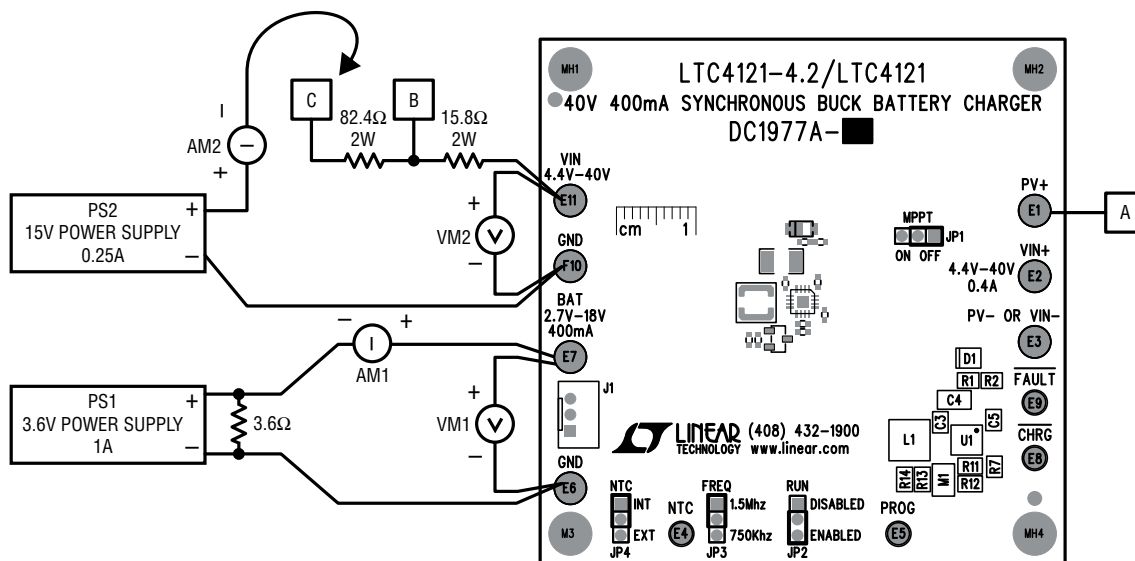 MH1
LTC4121-4.2/LTC4121
MH2
40V 400mA SYNCHRONOUS BUCK BATTERY CHARGER
DC1977A-
C
B
82.4Ω
2W
15.8Ω
2W
I
AM2
−
+
VIN
4.4V-40V
E11
PS2
15V POWER SUPPLY
0.25A
+
−
+
VM2
V
−
GND
F10
cm 1
MPPT
JP1
ON OFF
PV+
E1
A
VIN+
E2
4.4V-40V
0.4A
PV- OR VIN-
E3
BAT
2.7V-18V
400mA
E7
−
+
I
AM1
PS1
3.6V POWER SUPPLY
1A
+
−
3.6Ω
+
VM1
V
−
J1
GND
E6
LINEAR
TECHNOLOGY
(408) 432-1900
www.linear.com
D1
R1
R2
C4
C3
C5
L1
U1
R14
R13
M1
R11
R12
R7
FAULT
E9
CHRG
E8
NTC
INT
EXT
JP4
NTC
E4
FREQ
1.5Mhz
750Khz
JP3
RUN
DISABLED
ENABLED
JP2
PROG
E5
M3
MH4